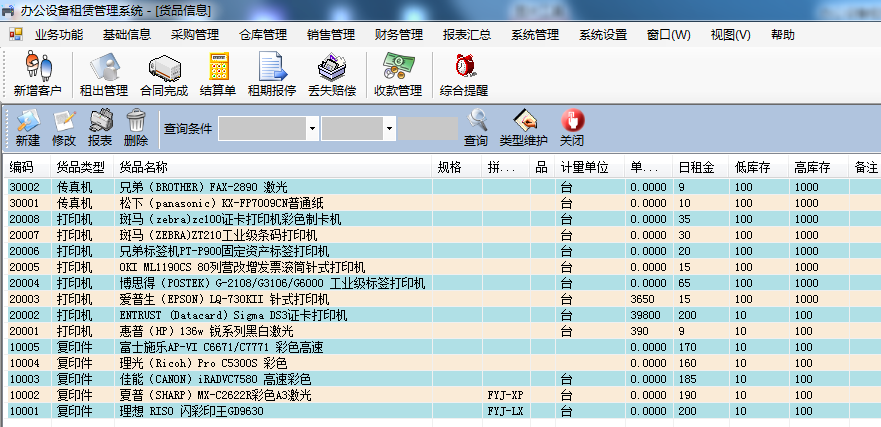 办公设备租赁管理系统 - [货品信息]
业务功能 基础信息 采购管理 仓库管理 销售管理 财务管理 报表汇总 系统管理 系统设置 窗口(W) 视图(V) 帮助
新增客户 租出管理 合同完成 结算单 租期报停 丢失赔偿 收款管理 综合提醒
新建 修改 报表 删除 查询条件 查询 类型维护 关闭
编码 货品类型 货品名称 规格 拼... 品 计量单位 单... 日租金 低库存 高库存 备注
30002 传真机 兄弟（BROTHER）FAX-2890 激光 台 0.0000 9 100 1000
30001 传真机 松下（panasonic）KX-FP7009CN普通纸 台 0.0000 10 100 1000
20008 打印机 斑马（zebra)zc100证卡打印机彩色制卡机 台 0.0000 35 100 1000
20007 打印机 斑马（ZEBRA)ZT210工业级条码打印机 台 0.0000 30 100 1000
20006 打印机 兄弟标签机PT-P900固定资产标签打印机 台 0.0000 20 100 1000
20005 打印机 OKI ML1190CS 80列营改增发票滚筒针式打印机 台 0.0000 15 100 1000
20004 打印机 博思得（POSTEK）G-2108/G3106/G6000 工业级标签打印机 台 0.0000 65 100 1000
20003 打印机 爱普生（EPSON）LQ-730KII 针式打印机 台 3650 15 100 1000
20002 打印机 ENTRUST (Datacard) Sigma DS3证卡打印机 台 39800 200 10 100
20001 打印机 惠普（HP）136w 锐系列黑白激光 台 390 9 10 100
10005 复印件 富士施乐AP-VI C6671/C7771 彩色高速 0.0000 170 10 100
10004 复印件 理光（Ricoh）Pro C5300S 彩色 0.0000 160 10 100
10003 复印件 佳能（CANON）iRADVC7580 高速彩色 台 0.0000 185 10 100
10002 复印件 夏普（SHARP）MX-C2622R彩色A3激光 FYJ-XP 台 0.0000 190 10 100
10001 复印件 理想 RISO 闪彩印王GD9630 FYJ-LX 台 0.0000 200 10 100